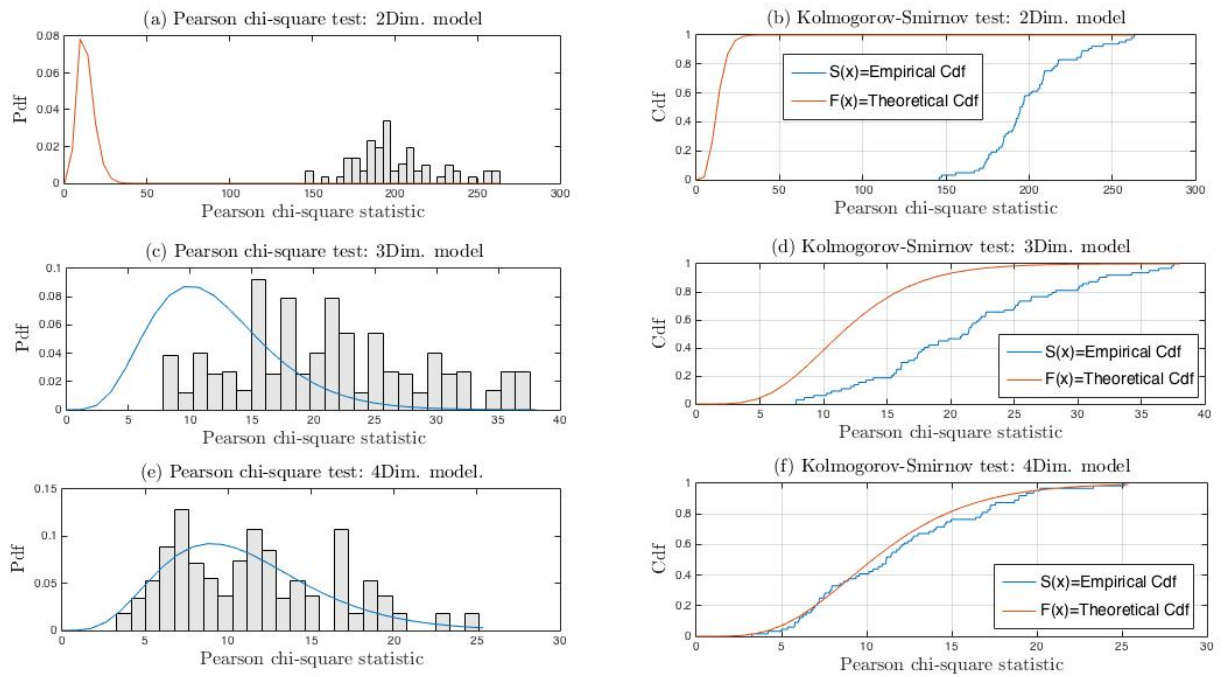 (a) Pearson chi-square test: 2Dim. model
0.08
0.06
0.04
0.02
0
Pdf
0 50 100 150 200 250 300
Pearson chi-square statistic
(b) Kolmogorov-Smirnov test: 2Dim. model
1
0.8
0.6
0.4
0.2
0
Cdf
S(x)=Empirical Cdf
F(x)=Theoretical Cdf
0 50 100 150 200 250 300
Pearson chi-square statistic
(c) Pearson chi-square test: 3Dim. model
0.1
0.08
0.06
0.04
0.02
0
Pdf
0 5 10 15 20 25 30 35 40
Pearson chi-square statistic
(d) Kolmogorov-Smirnov test: 3Dim. model
1
0.8
0.6
0.4
0.2
0
Cdf
S(x)=Empirical Cdf
F(x)=Theoretical Cdf
0 5 10 15 20 25 30 35 40
Pearson chi-square statistic
(e) Pearson chi-square test: 4Dim. model.
0.15
0.1
0.05
0
Pdf
0 5 10 15 20 25 30
Pearson chi-square statistic
(f) Kolmogorov-Smirnov test: 4Dim. model
1
0.8
0.6
0.4
0.2
0
Cdf
S(x)=Empirical Cdf
F(x)=Theoretical Cdf
0 5 10 15 20 25 30
Pearson chi-square statistic